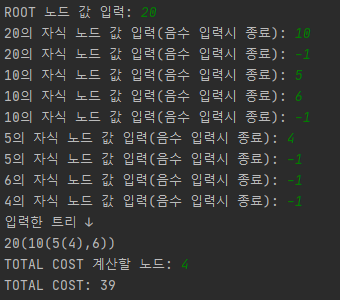 ROOT 노드 값 입력: 20
20의 자식 노드 값 입력(음수 입력시 종료): 10
20의 자식 노드 값 입력(음수 입력시 종료): -1
10의 자식 노드 값 입력(음수 입력시 종료): 5
10의 자식 노드 값 입력(음수 입력시 종료): 6
10의 자식 노드 값 입력(음수 입력시 종료): -1
5의 자식 노드 값 입력(음수 입력시 종료): 4
5의 자식 노드 값 입력(음수 입력시 종료): -1
6의 자식 노드 값 입력(음수 입력시 종료): -1
4의 자식 노드 값 입력(음수 입력시 종료): -1
입력한 트리 ↓
20(10(5(4),6))
TOTAL COST 계산할 노드: 4
TOTAL COST: 39